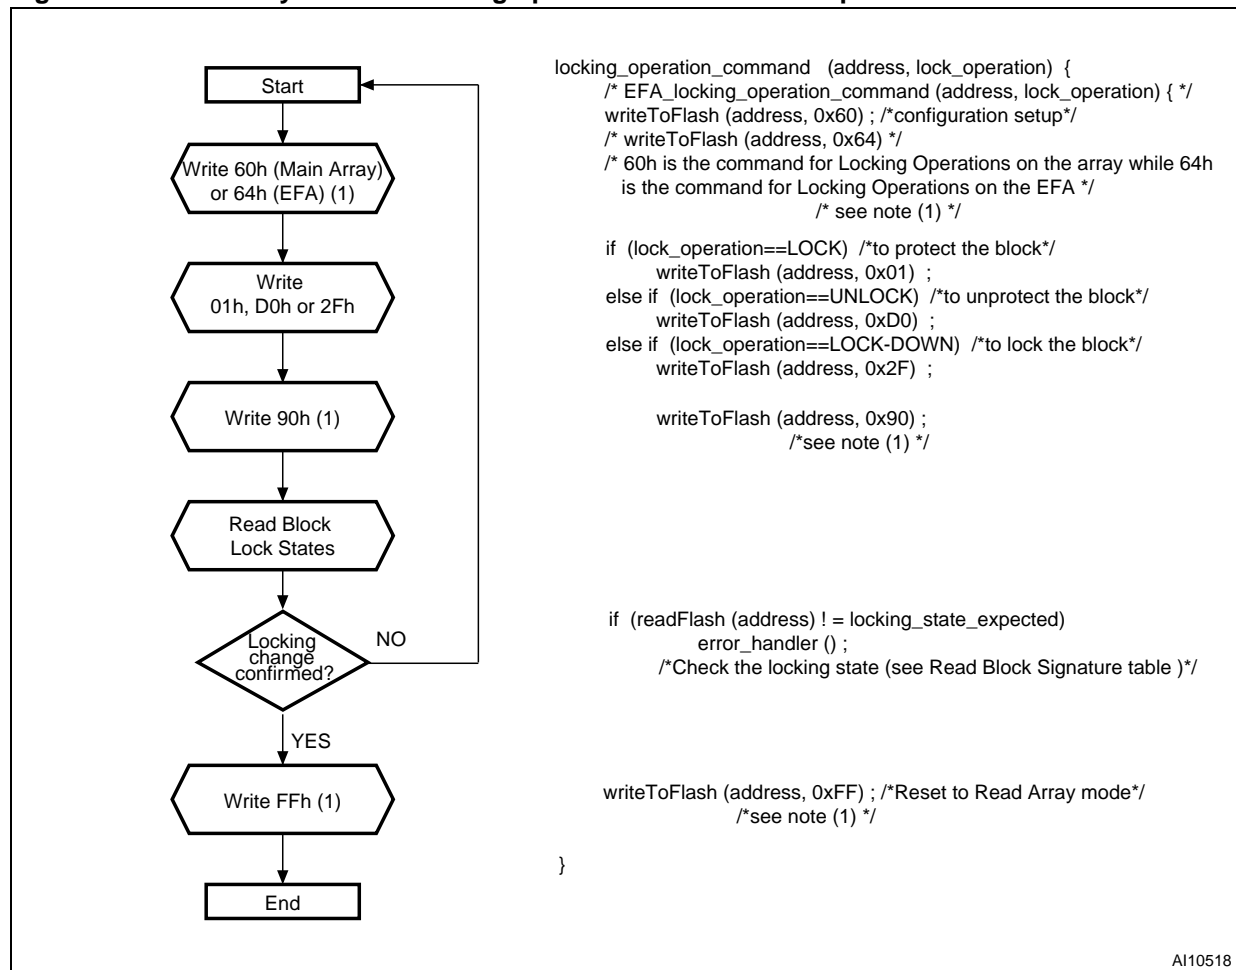 Start
Write 60h (Main Array)
or 64h (EFA) (1)
Write
01h, D0h or 2Fh
Write 90h (1)
Read Block
Lock States
Locking
change
confirmed?
NO
YES
Write FFh (1)
End
locking_operation_command (address, lock_operation) {
/* EFA_locking_operation_command (address, lock_operation) { */
writeToFlash (address, 0x60) ; /*configuration setup*/
/* writeToFlash (address, 0x64) */
/* 60h is the command for Locking Operations on the array while 64h
is the command for Locking Operations on the EFA */
/* see note (1) */
if (lock_operation==LOCK) /*to protect the block*/
writeToFlash (address, 0x01) ;
else if (lock_operation==UNLOCK) /*to unprotect the block*/
writeToFlash (address, 0xD0) ;
else if (lock_operation==LOCK-DOWN) /*to lock the block*/
writeToFlash (address, 0x2F) ;
writeToFlash (address, 0x90) ;
/*see note (1) */
if (readFlash (address) ! = locking_state_expected)
error_handler () ;
/*Check the locking state (see Read Block Signature table )*/
writeToFlash (address, 0xFF) ; /*Reset to Read Array mode*/
/*see note (1) */
}
AI10518